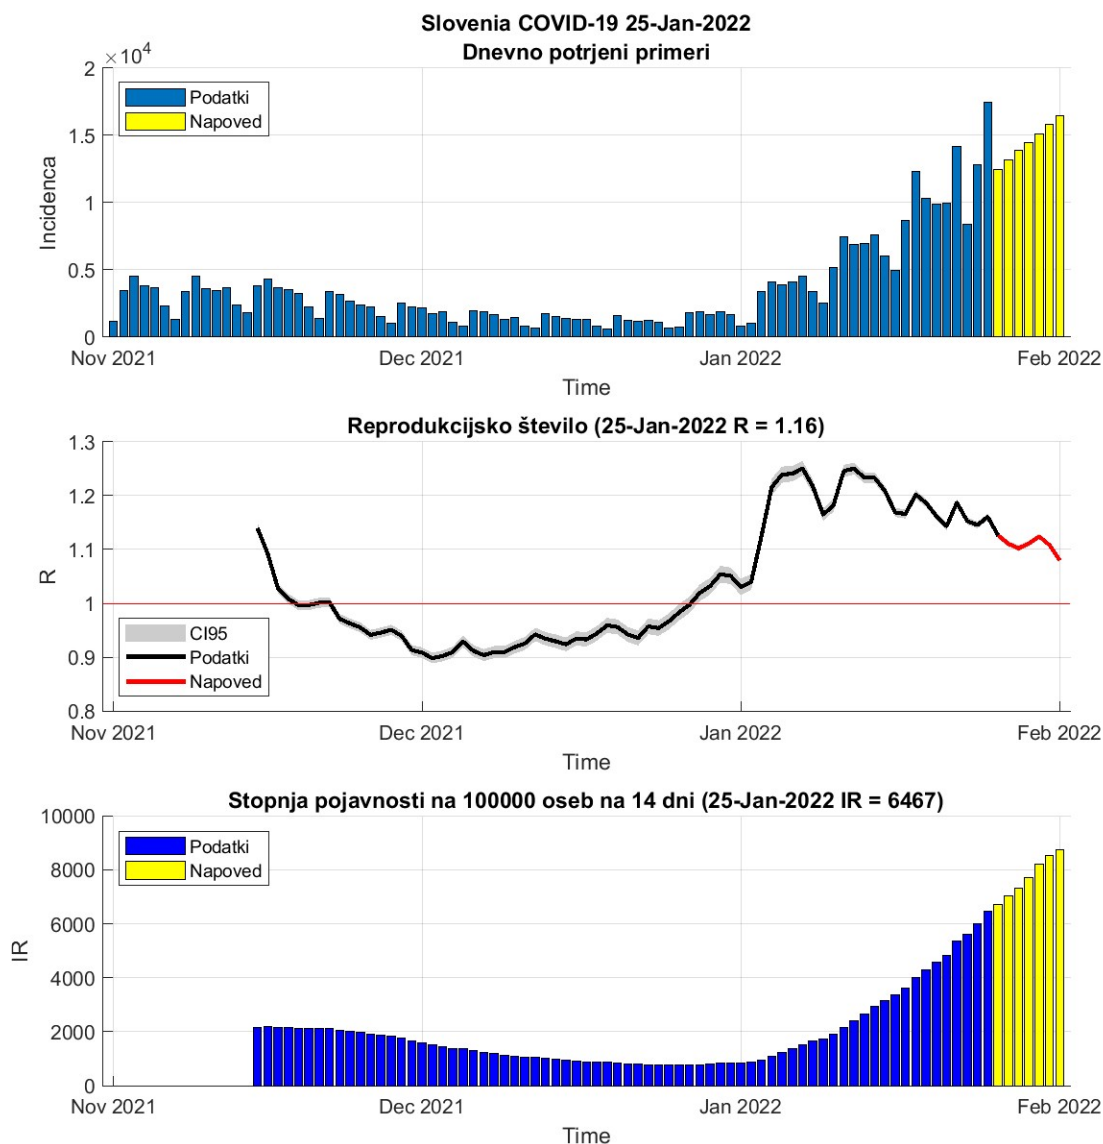 Slovenia COVID-19 25-Jan-2022
Dnevno potrjeni primeri
×10⁴
2
1.5
1
0.5
0
Incidenca
Podatki
Napoved
Nov 2021 Dec 2021 Jan 2022 Feb 2022
Time
Reprodukcijsko število (25-Jan-2022 R = 1.16)
1.3
1.2
1.1
1
0.9
0.8
R
CI95
Podatki
Napoved
Nov 2021 Dec 2021 Jan 2022 Feb 2022
Time
Stopnja pojavnosti na 100000 oseb na 14 dni (25-Jan-2022 IR = 6467)
10000
8000
6000
4000
2000
0
IR
Podatki
Napoved
Nov 2021 Dec 2021 Jan 2022 Feb 2022
Time